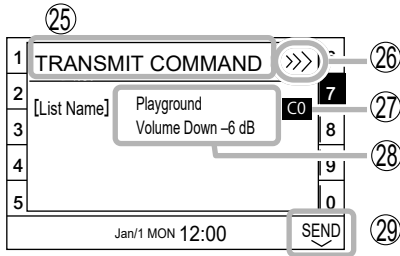 25
1 TRANSMIT COMMAND >>> 26
2 [List Name] Playground C0 7 27
3 Volume Down –6 dB 8 28
4 9
5 0
Jan/1 MON 12:00 SEND 29